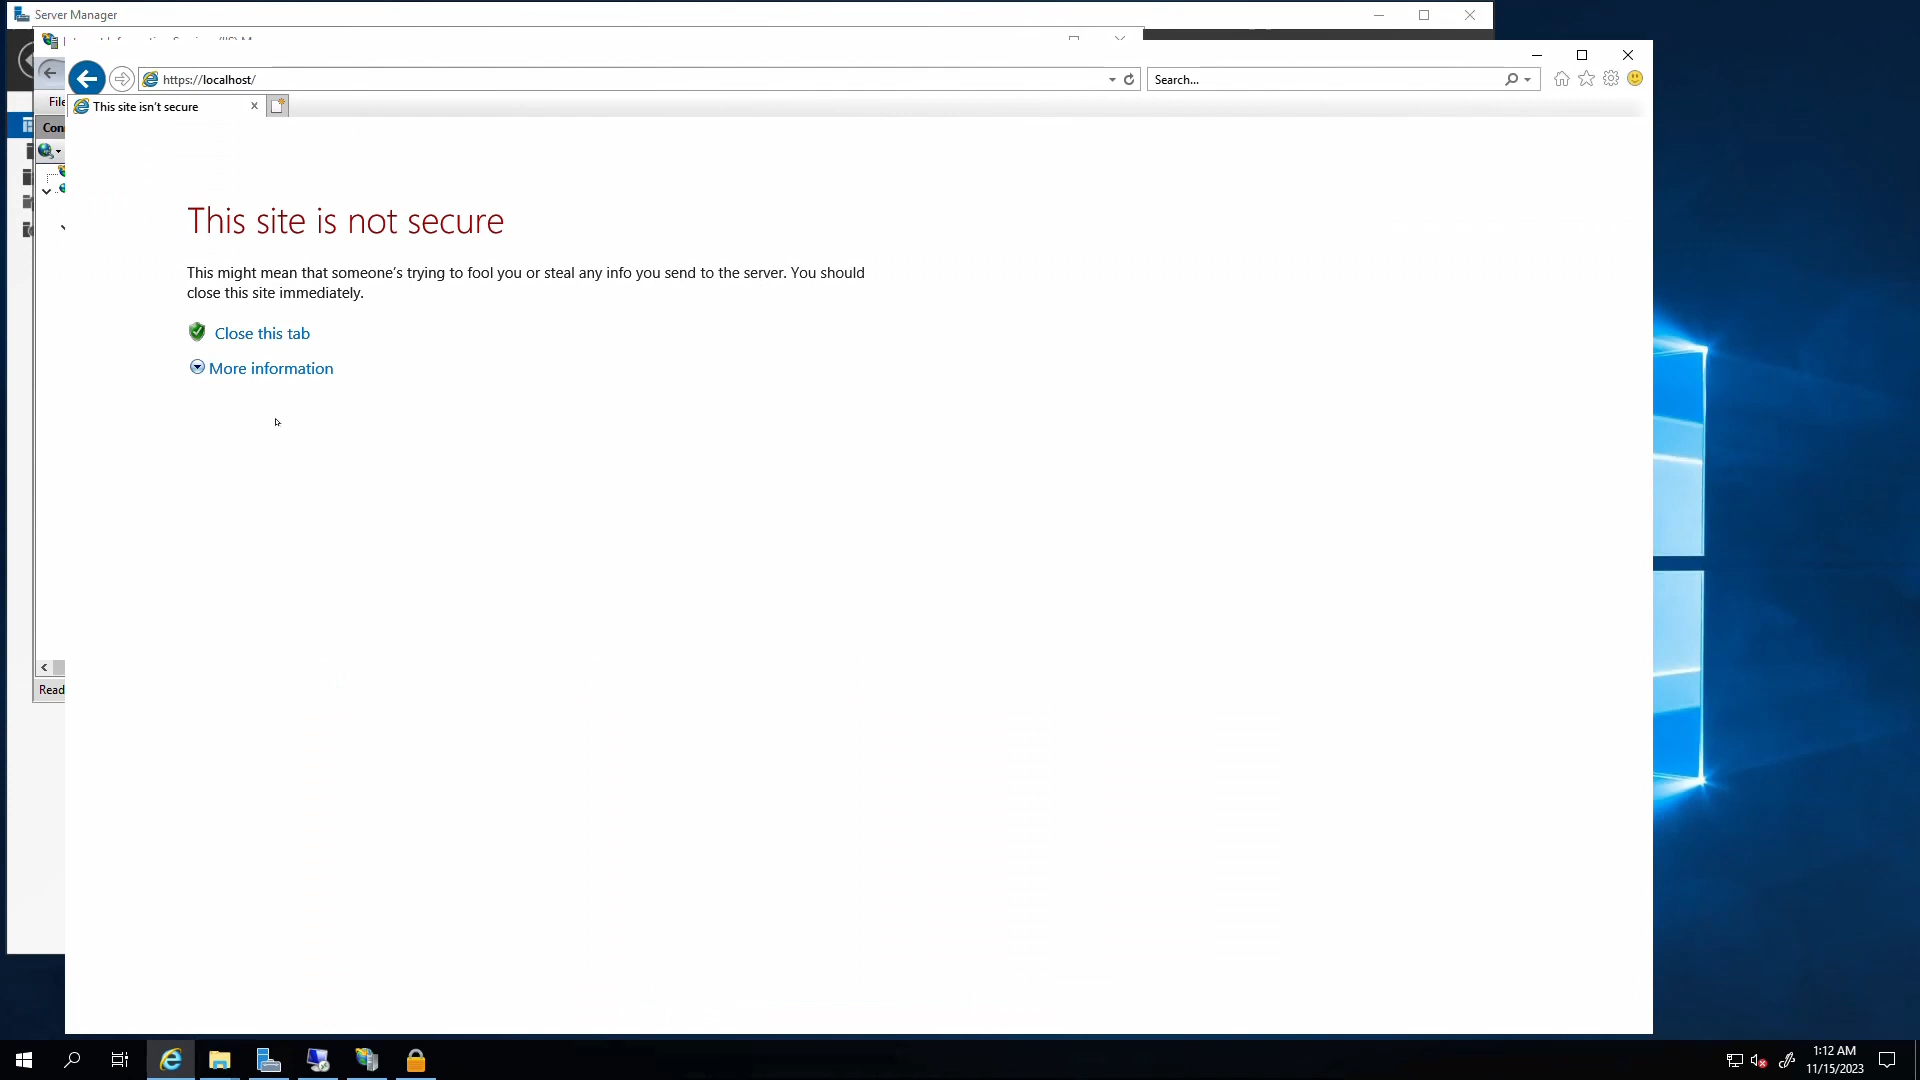 Server Manager
https://localhost/
Search...
This site isn't secure
File
Con
This site is not secure
This might mean that someone's trying to fool you or steal any info you send to the server. You should
close this site immediately.
Close this tab
More information
Read
1:12 AM
11/15/2023